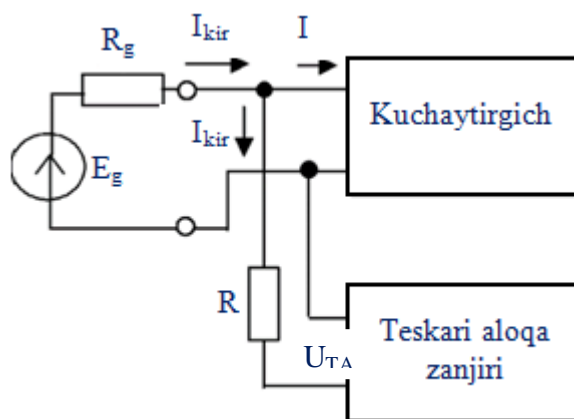 I_kir
I
R_g
Kuchaytirgich
I_kir
E_g
R
U_TA
Teskari aloqa
zanjiri